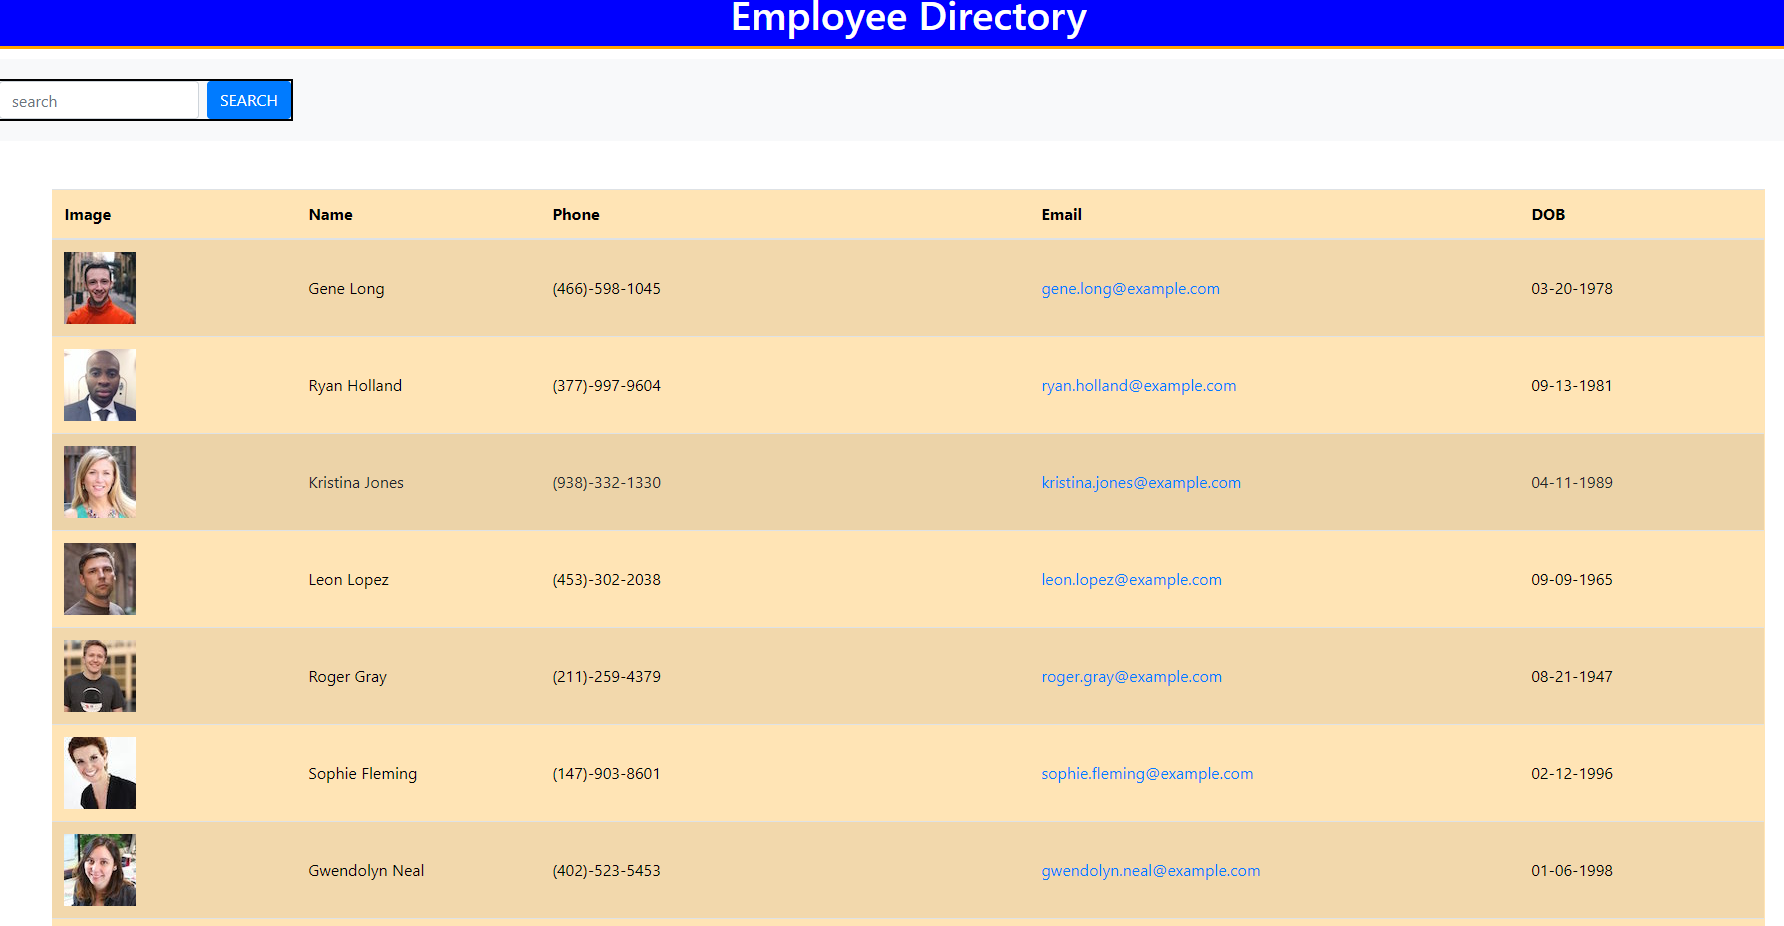 Employee Directory
search SEARCH
Image Name Phone Email DOB
Gene Long (466)-598-1045 gene.long@example.com 03-20-1978
Ryan Holland (377)-997-9604 ryan.holland@example.com 09-13-1981
Kristina Jones (938)-332-1330 kristina.jones@example.com 04-11-1989
Leon Lopez (453)-302-2038 leon.lopez@example.com 09-09-1965
Roger Gray (211)-259-4379 roger.gray@example.com 08-21-1947
Sophie Fleming (147)-903-8601 sophie.fleming@example.com 02-12-1996
Gwendolyn Neal (402)-523-5453 gwendolyn.neal@example.com 01-06-1998